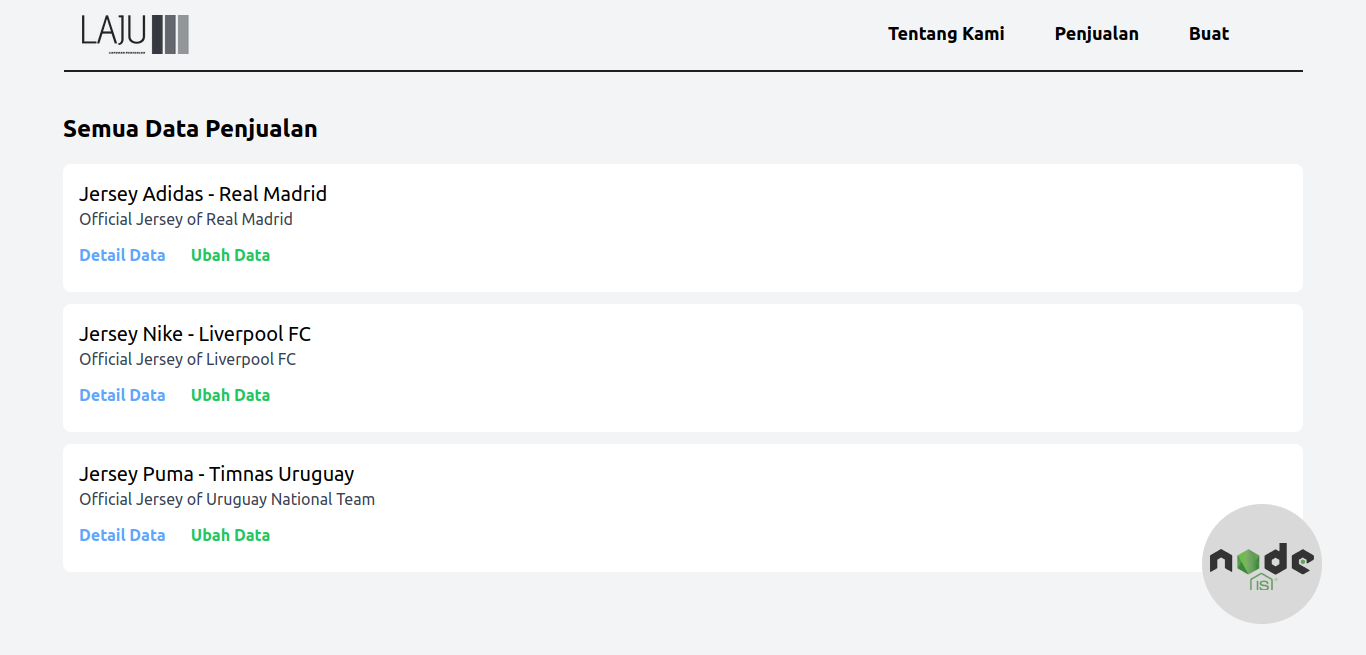 LAJU
Tentang Kami Penjualan Buat
Semua Data Penjualan
Jersey Adidas - Real Madrid
Official Jersey of Real Madrid
Detail Data Ubah Data
Jersey Nike - Liverpool FC
Official Jersey of Liverpool FC
Detail Data Ubah Data
Jersey Puma - Timnas Uruguay
Official Jersey of Uruguay National Team
Detail Data Ubah Data
node
JS